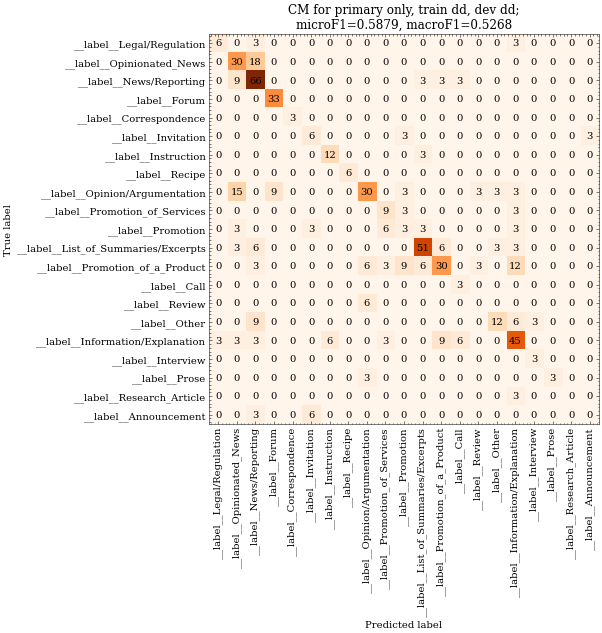 CM for primary only, train dd, dev dd;
microF1=0.5879, macroF1=0.5268
True label
__label__Legal/Regulation 6 0 3 0 0 0 0 0 0 0 0 0 0 0 0 0 3 0 0 0 0
__label__Opinionated_News 0 30 18 0 0 0 0 0 0 0 0 0 0 0 0 0 0 0 0 0 0
__label__News/Reporting 0 9 66 0 0 0 0 0 0 0 0 3 3 3 0 0 0 0 0 0 0
__label__Forum 0 0 0 33 0 0 0 0 0 0 0 0 0 0 0 0 0 0 0 0 0
__label__Correspondence 0 0 0 0 3 0 0 0 0 0 0 0 0 0 0 0 0 0 0 0 0
__label__Invitation 0 0 0 0 0 6 0 0 0 0 3 0 0 0 0 0 0 0 0 0 3
__label__Instruction 0 0 0 0 0 0 12 0 0 0 0 3 0 0 0 0 0 0 0 0 0
__label__Recipe 0 0 0 0 0 0 0 6 0 0 0 0 0 0 0 0 0 0 0 0 0
__label__Opinion/Argumentation 0 15 0 9 0 0 0 0 30 0 3 0 0 0 3 3 3 0 0 0 0
__label__Promotion_of_Services 0 0 0 0 0 0 0 0 0 9 3 0 0 0 0 0 3 0 0 0 0
__label__Promotion 0 3 0 0 0 3 0 0 0 6 3 3 0 0 0 0 3 0 0 0 0
__label__List_of_Summaries/Excerpts 0 3 6 0 0 0 0 0 0 0 0 51 6 0 0 3 3 0 0 0 0
__label__Promotion_of_a_Product 0 0 3 0 0 0 0 0 6 3 9 6 30 0 3 0 12 0 0 0 0
__label__Call 0 0 0 0 0 0 0 0 0 0 0 0 0 3 0 0 0 0 0 0 0
__label__Review 0 0 0 0 0 0 0 0 6 0 0 0 0 0 0 0 0 0 0 0 0
__label__Other 0 0 9 0 0 0 0 0 0 0 0 0 0 0 0 12 6 3 0 0 0
__label__Information/Explanation 3 3 3 0 0 0 6 0 0 3 0 0 9 6 0 0 45 0 0 0 0
__label__Interview 0 0 0 0 0 0 0 0 0 0 0 0 0 0 0 0 0 3 0 0 0
__label__Prose 0 0 0 0 0 0 0 0 3 0 0 0 0 0 0 0 0 0 3 0 0
__label__Research_Article 0 0 0 0 0 0 0 0 0 0 0 0 0 0 0 0 3 0 0 0 0
__label__Announcement 0 0 3 0 0 6 0 0 0 0 0 0 0 0 0 0 0 0 0 0 0
__label__Legal/Regulation
__label__Opinionated_News
__label__News/Reporting
__label__Forum
__label__Correspondence
__label__Invitation
__label__Instruction
__label__Recipe
__label__Opinion/Argumentation
__label__Promotion_of_Services
__label__Promotion
__label__List_of_Summaries/Excerpts
__label__Promotion_of_a_Product
__label__Call
__label__Review
__label__Other
__label__Information/Explanation
__label__Interview
__label__Prose
__label__Research_Article
__label__Announcement
Predicted label